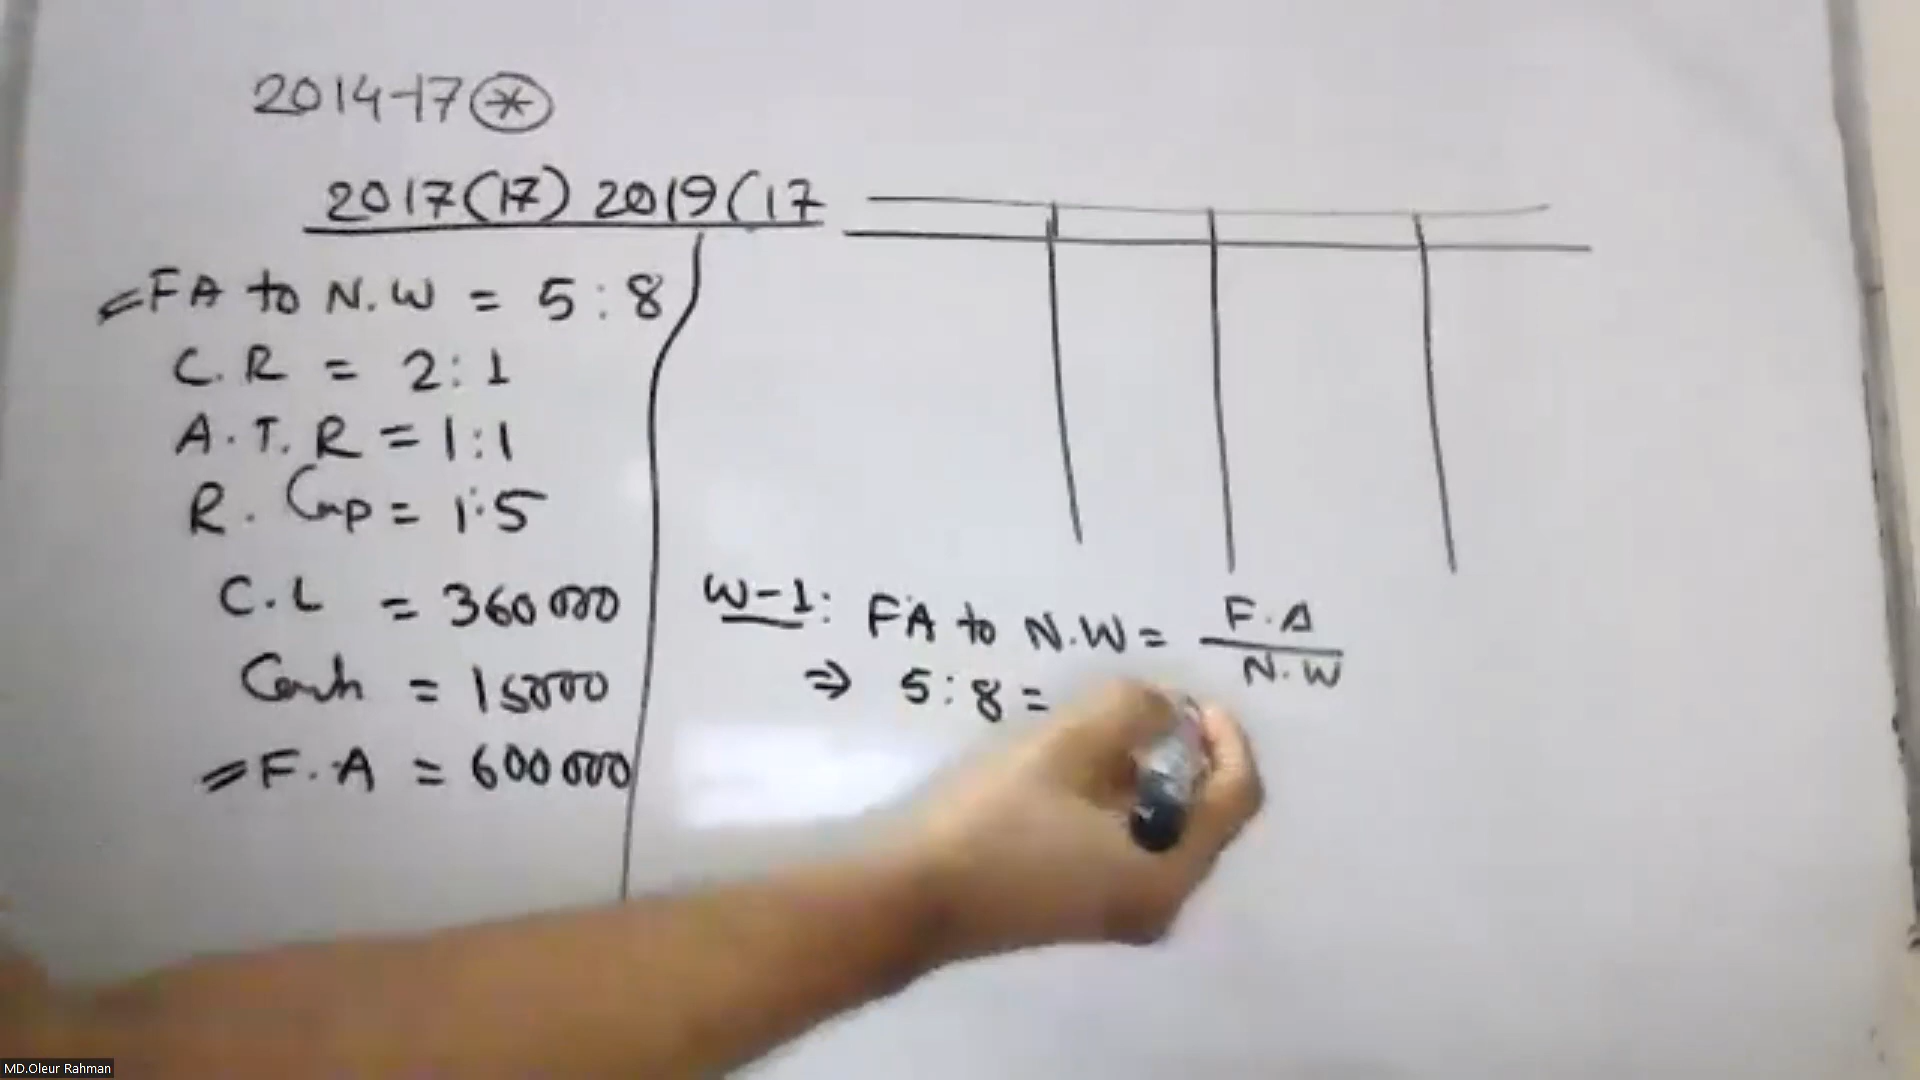 2014-17
2017(17) 2019(17
FA to N.W = 5:8
C.R = 2:1
A.T.R = 1:1
R. Cap = 1:5
C.L = 360000
Cash = 15000
F.A = 600000
W-1: FA to N.W = F.A
N.W
⇒ 5:8 =
MD.Oleur Rahman